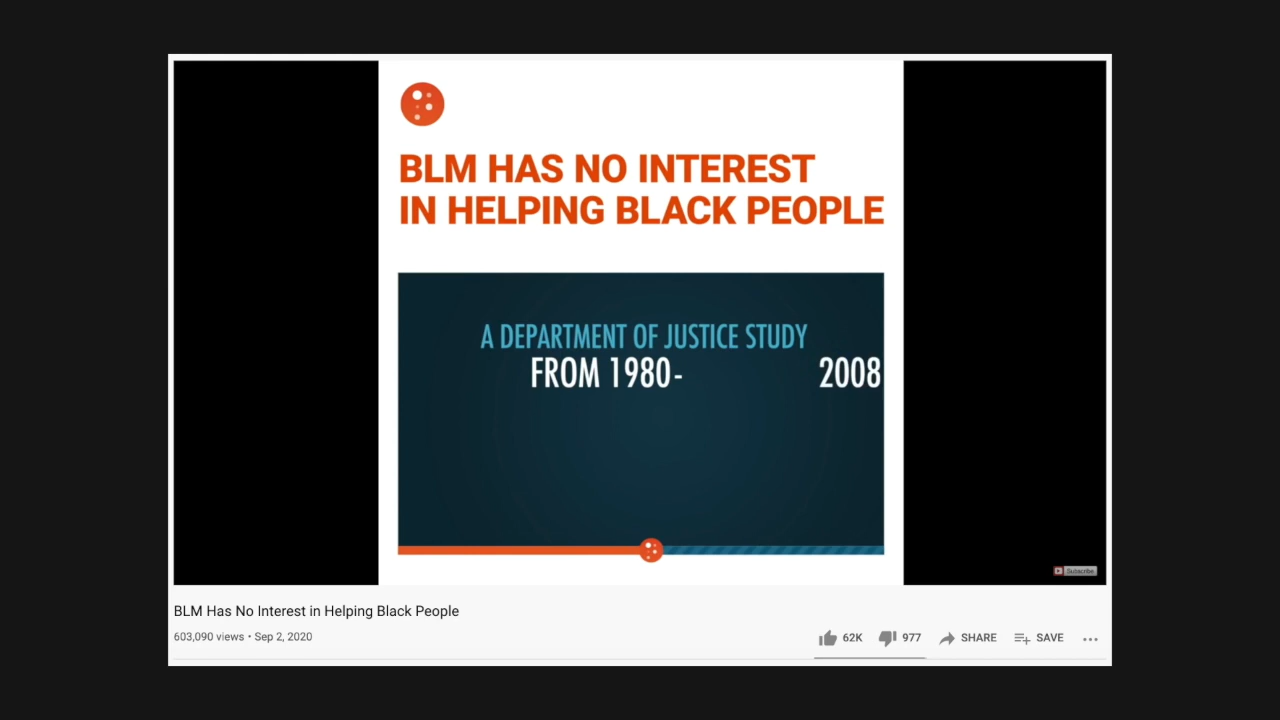 BLM HAS NO INTEREST
IN HELPING BLACK PEOPLE
A DEPARTMENT OF JUSTICE STUDY
FROM 1980- 2008
Subscribe
BLM Has No Interest in Helping Black People
603,090 views • Sep 2, 2020
62K 977 SHARE SAVE